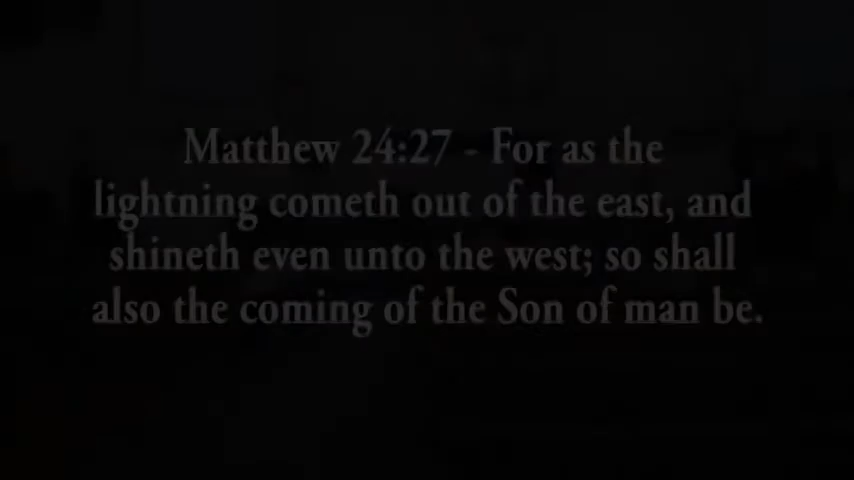 Matthew 24:27 - For as the
lightning cometh out of the east, and
shineth even unto the west; so shall
also the coming of the Son of man be.